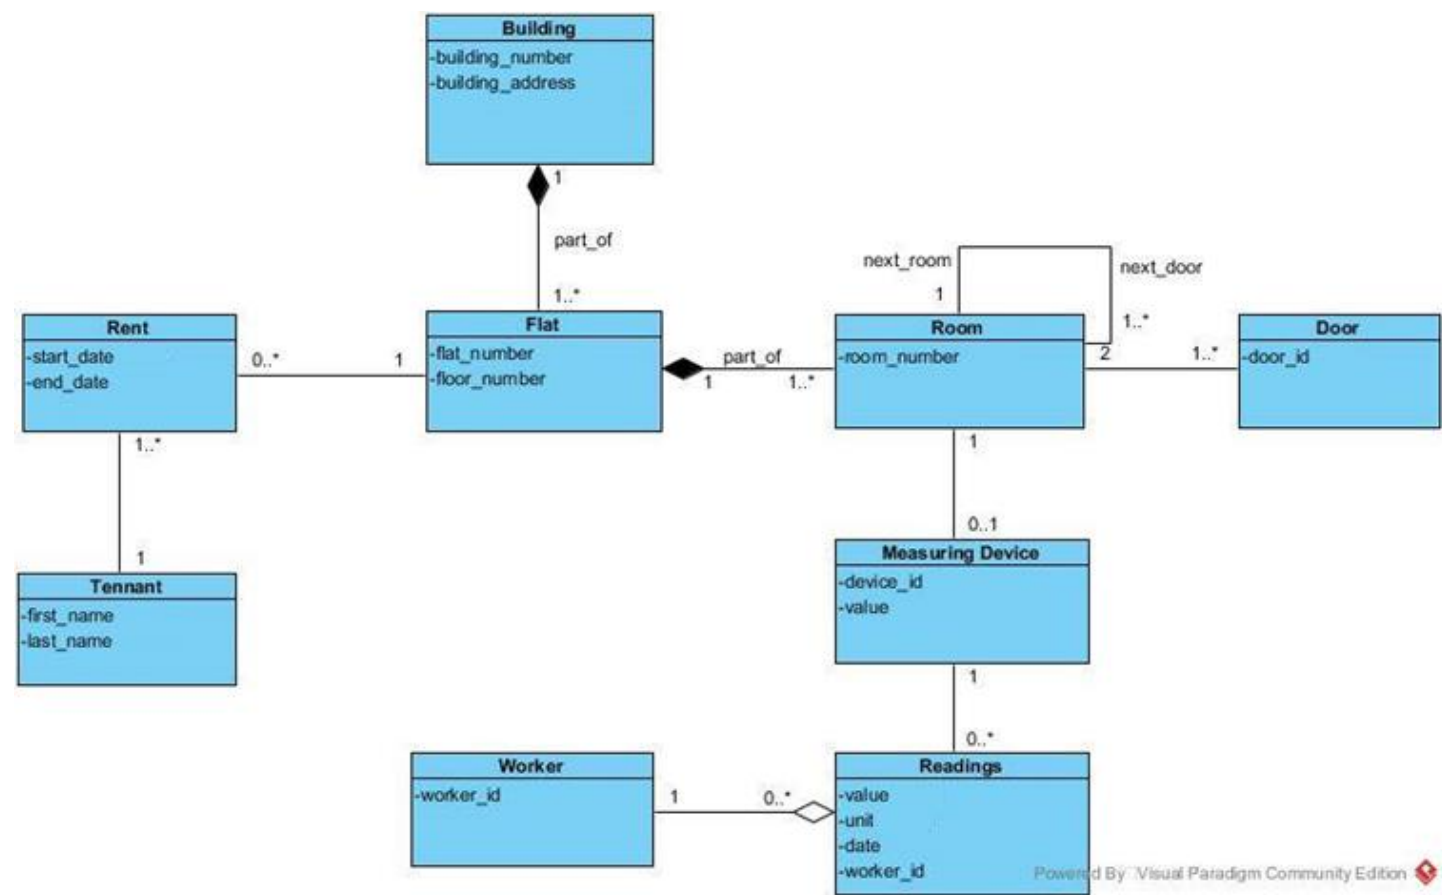 Building
-building_number
-building_address
1
part_of
1..*
next_room
next_door
1
1..*
Rent
-start_date
-end_date
0..*
1
Flat
-flat_number
-floor_number
part_of
1
1..*
Room
-room_number
2
1..*
Door
-door_id
1..*
1
1
0..1
Tennant
-first_name
-last_name
Measuring Device
-device_id
-value
1
0..*
Worker
-worker_id
1
0..*
Readings
-value
-unit
-date
-worker_id
Powered By Visual Paradigm Community Edition